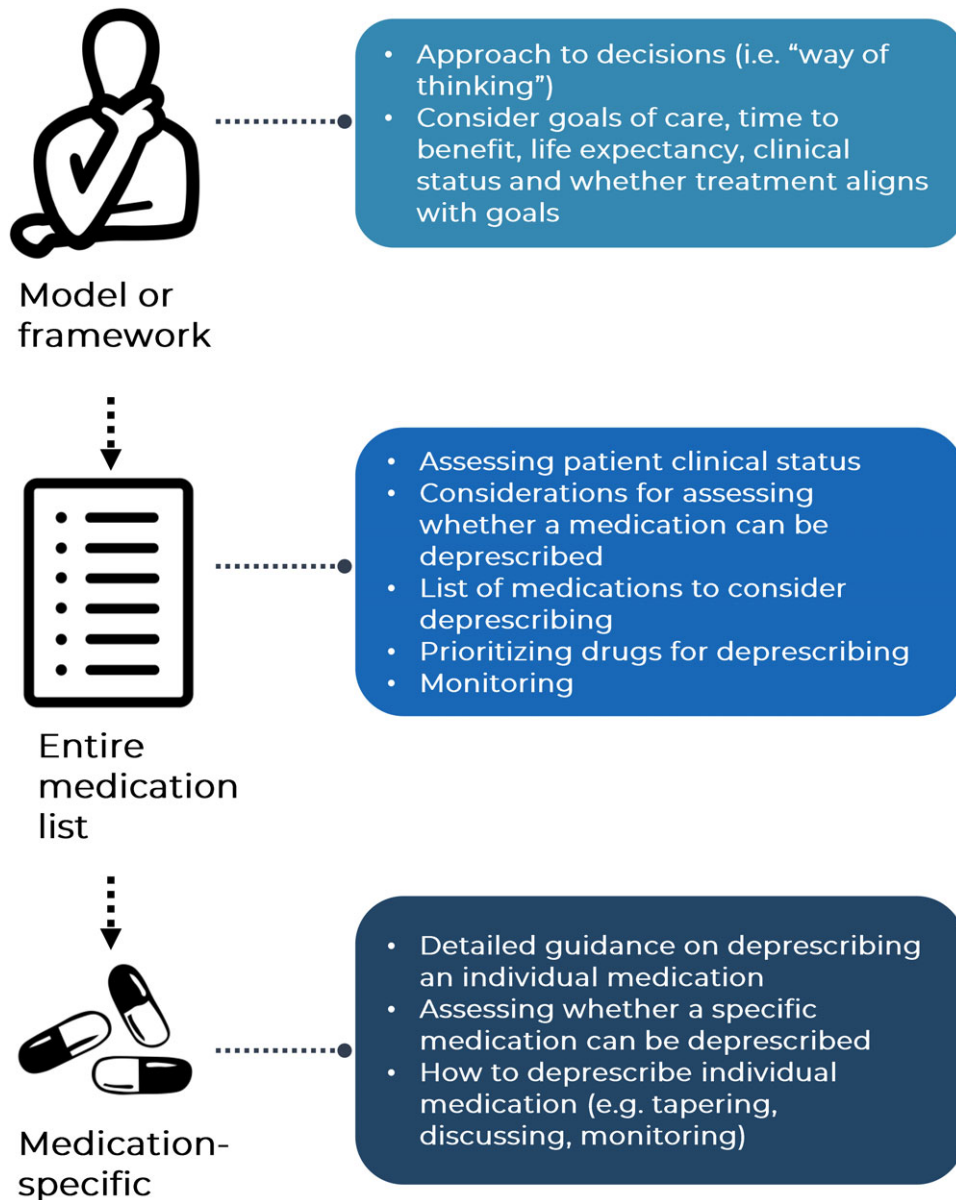 • Approach to decisions (i.e. “way of
thinking”)
• Consider goals of care, time to
benefit, life expectancy, clinical
status and whether treatment aligns
with goals
Model or
framework
• Assessing patient clinical status
• Considerations for assessing
whether a medication can be
deprescribed
• List of medications to consider
deprescribing
• Prioritizing drugs for deprescribing
• Monitoring
Entire
medication
list
• Detailed guidance on deprescribing
an individual medication
• Assessing whether a specific
medication can be deprescribed
• How to deprescribe individual
medication (e.g. tapering,
discussing, monitoring)
Medication-
specific